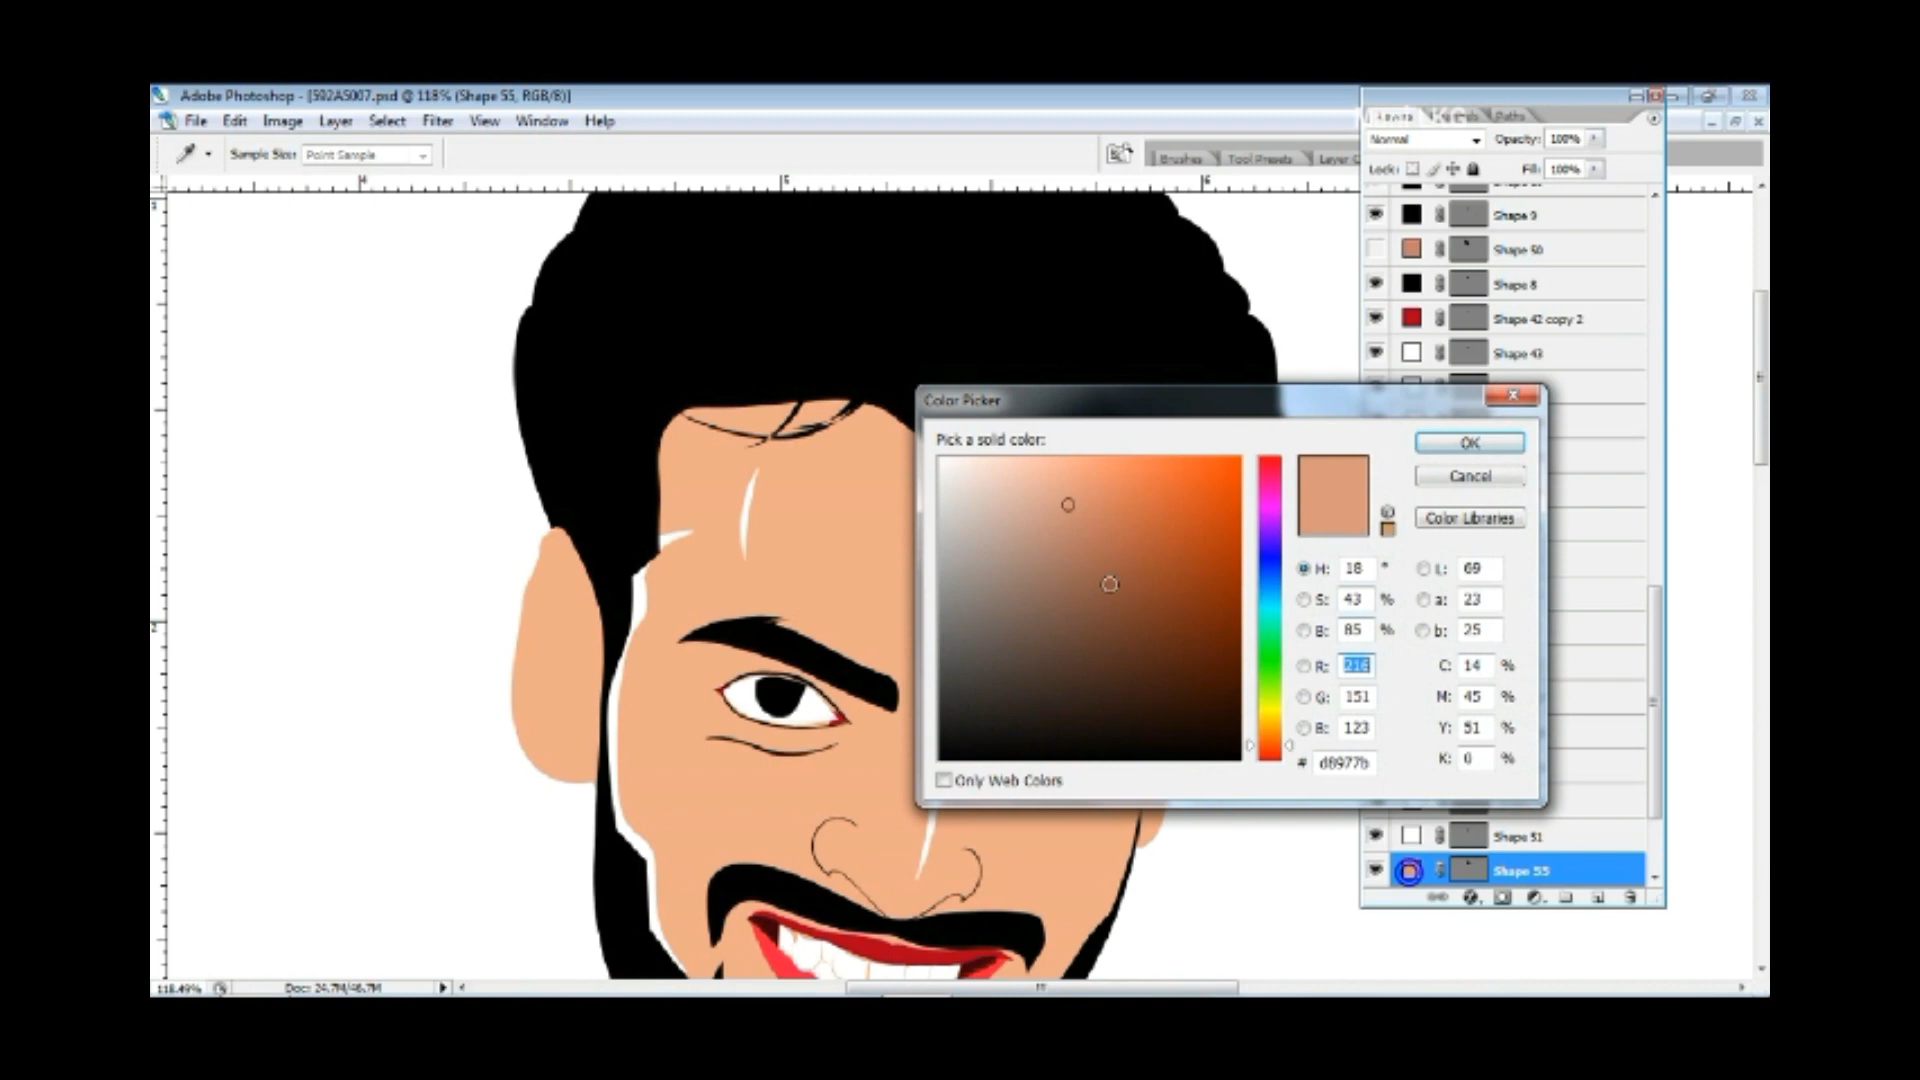 Adobe Photoshop - [592A5007.psd @ 118% (Shape 55, RGB/8)]
File Edit Image Layer Select Filter View Window Help
Sample Size: Point Sample
Brushes Tool Presets Layer C
Paths
Normal Opacity: 100%
Lock: Fill: 100%
Shape 9
Shape 50
Shape 8
Shape 42 copy 2
Shape 43
Color Picker
Pick a solid color:
OK
Cancel
Color Libraries
H: 18 ° L: 69
S: 43 % a: 23
B: 85 % b: 25
R: 216 C: 14 %
G: 151 M: 45 %
B: 123 Y: 51 %
# d8977b K: 0 %
Only Web Colors
Shape 51
Shape 55
118.49% Doc: 24.7M/46.7M